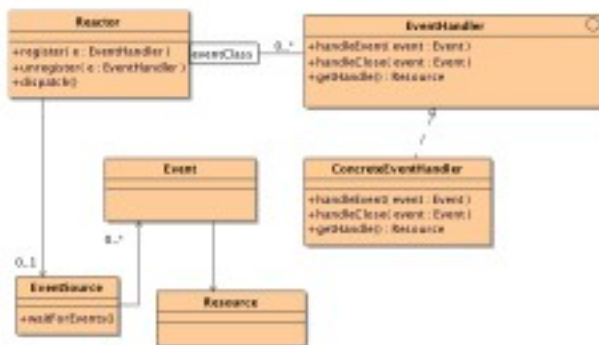 Reactor
+register( e : EventHandler )
+unregister( e : EventHandler )
+dispatch()
eventClass
0..*
EventHandler
+handleEvent( event : Event )
+handleClose( event : Event )
+getHandle() : Resource
ConcreteEventHandler
+handleEvent( event : Event )
+handleClose( event : Event )
+getHandle() : Resource
Event
0..*
0..1
EventSource
+waitForEvents()
Resource